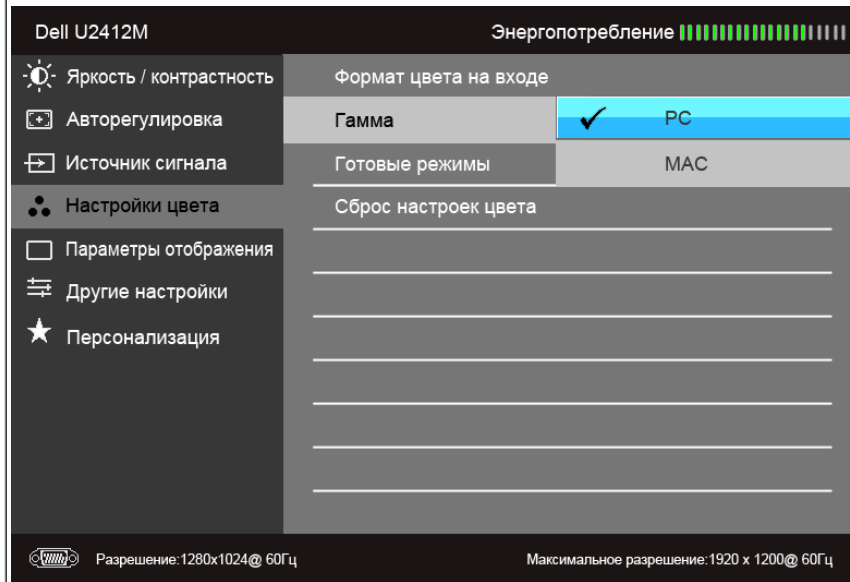 Dell U2412M Энергопотребление
Яркость / контрастность Формат цвета на входе
Авторегулировка Гамма PC
Источник сигнала Готовые режимы MAC
Настройки цвета Сброс настроек цвета
Параметры отображения
Другие настройки
Персонализация
Разрешение:1280x1024@ 60Гц Максимальное разрешение:1920 x 1200@ 60Гц